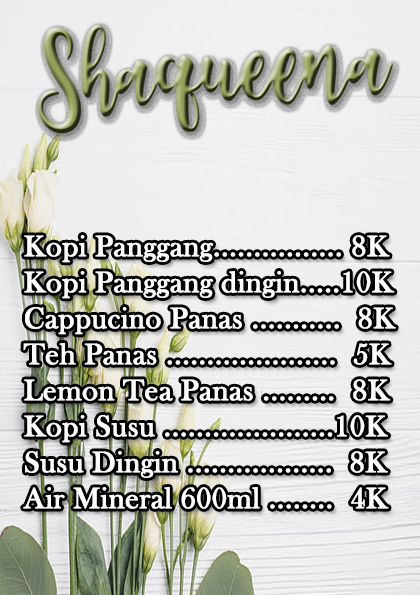 Shaqueena
Kopi Panggang................ 8K
Kopi Panggang dingin.....10K
Cappucino Panas ........... 8K
Teh Panas ...................... 5K
Lemon Tea Panas .......... 8K
Kopi Susu ......................10K
Susu Dingin ................... 8K
Air Mineral 600ml ........ 4K